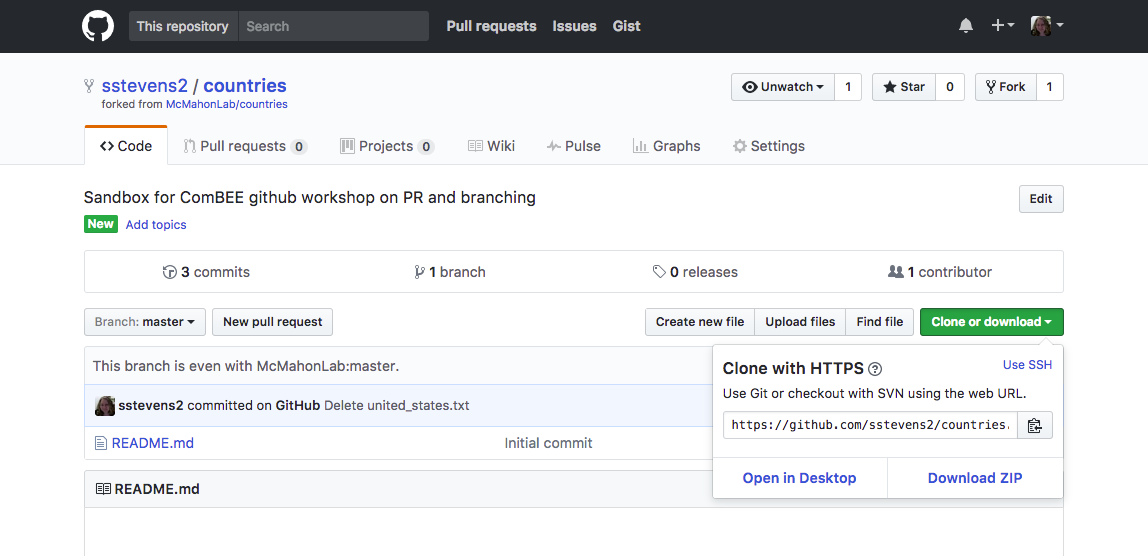 This repository Search Pull requests Issues Gist
sstevens2 / countries
forked from McMahonLab/countries
Unwatch 1 Star 0 Fork 1
Code Pull requests 0 Projects 0 Wiki Pulse Graphs Settings
Sandbox for ComBEE github workshop on PR and branching
Edit
New Add topics
3 commits 1 branch 0 releases 1 contributor
Branch: master New pull request Create new file Upload files Find file Clone or download
This branch is even with McMahonLab:master.
sstevens2 committed on GitHub Delete united_states.txt
README.md Initial commit
README.md
Clone with HTTPS ? Use SSH
Use Git or checkout with SVN using the web URL.
https://github.com/sstevens2/countries.
Open in Desktop Download ZIP